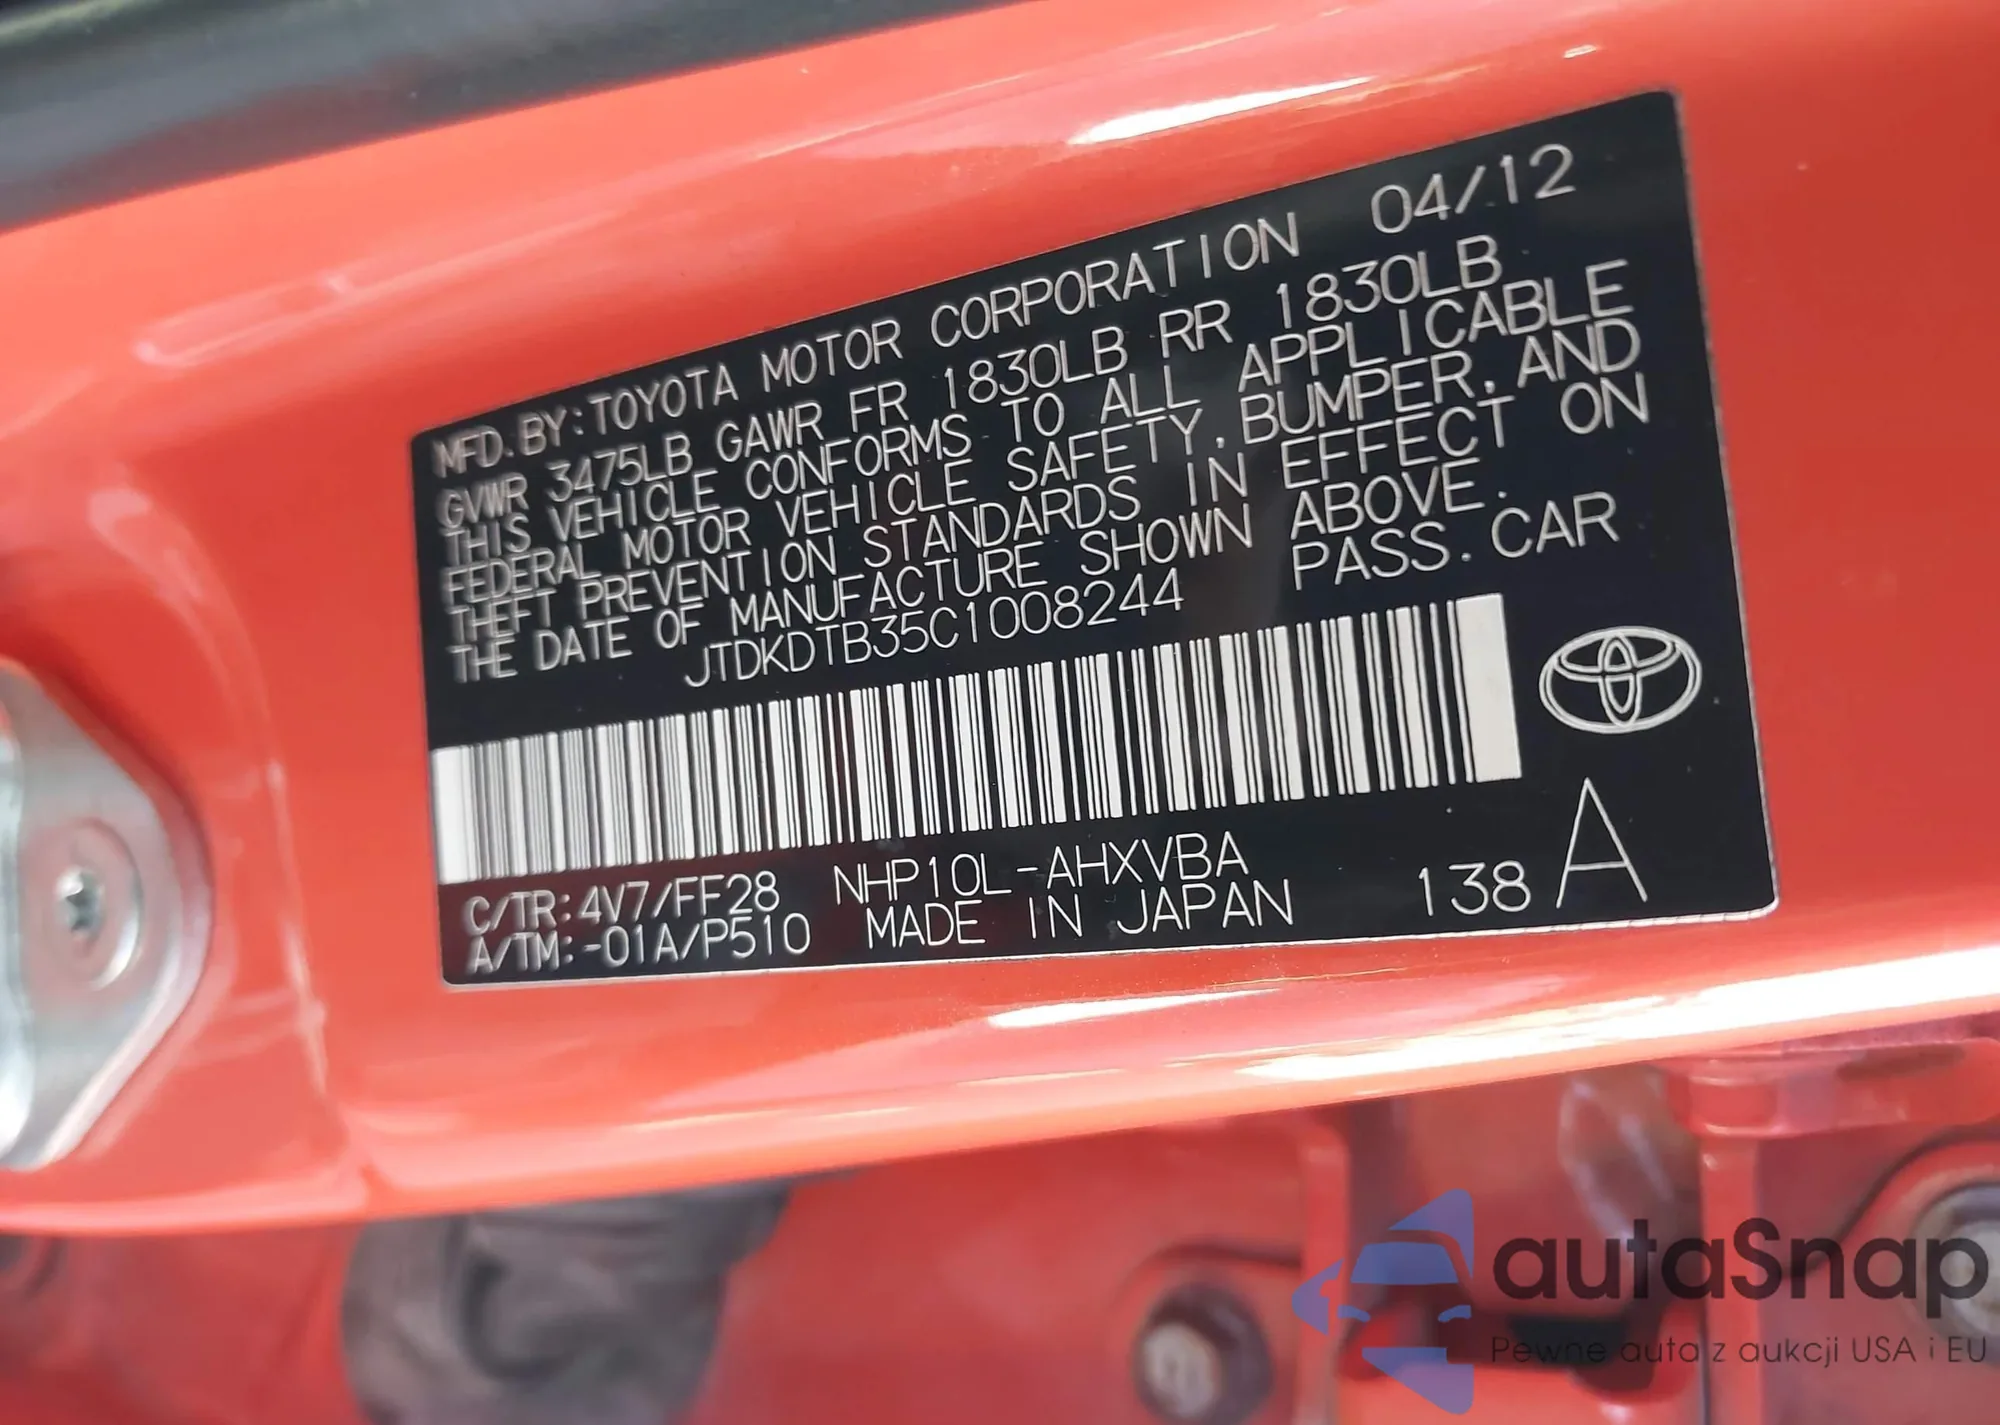 MFD. BY: TOYOTA MOTOR CORPORATION 04/12
GVWR 3475LB GAWR FR 1830LB RR 1830LB
THIS VEHICLE CONFORMS TO ALL APPLICABLE
FEDERAL MOTOR VEHICLE SAFETY, BUMPER, AND
THEFT PREVENTION STANDARDS IN EFFECT ON
THE DATE OF MANUFACTURE SHOWN ABOVE.
JTDKDTB35C1008244 PASS. CAR
C/TR: 4V7/FF28 NHP10L-AHXVBA
A/TM: -01A/P510 MADE IN JAPAN 138 A
autaSnap
Pewne auta z aukcji USA i EU